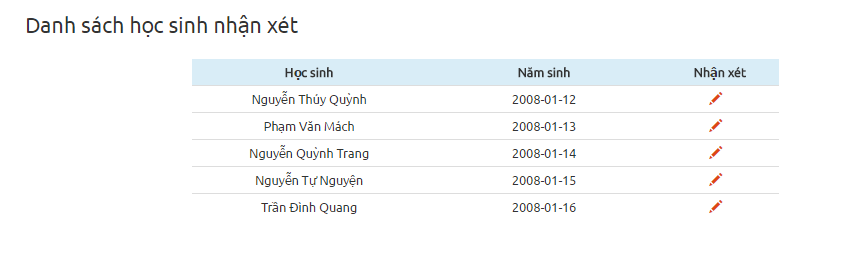 Danh sách học sinh nhận xét
Học sinh Năm sinh Nhận xét
Nguyễn Thúy Quỳnh 2008-01-12
Phạm Văn Mách 2008-01-13
Nguyễn Quỳnh Trang 2008-01-14
Nguyễn Tự Nguyện 2008-01-15
Trần Đình Quang 2008-01-16